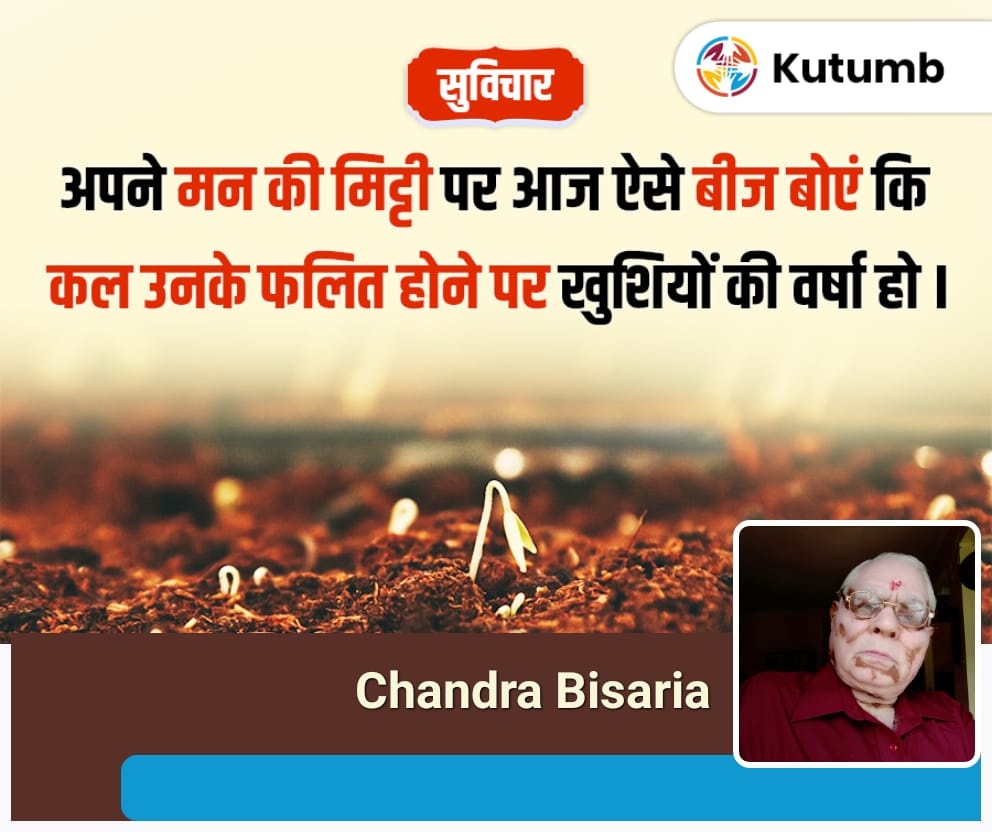 Kutumb
सुविचार
अपने मन की मिट्टी पर आज ऐसे बीज बोएं कि
कल उनके फलित होने पर खुशियों की वर्षा हो ।
Chandra Bisaria